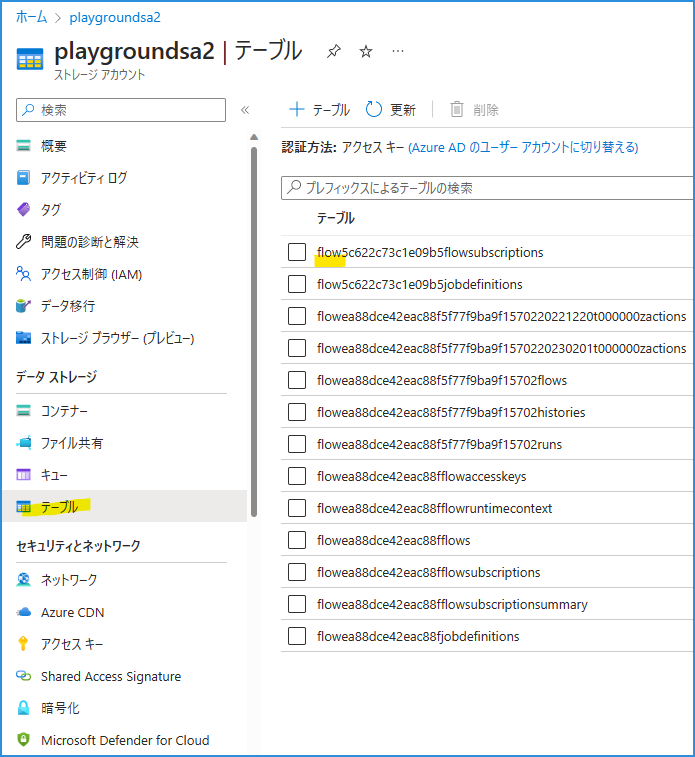 ホーム > playgroundsa2
playgroundsa2 | テーブル
ストレージ アカウント
検索
概要
アクティビティ ログ
タグ
問題の診断と解決
アクセス制御 (IAM)
データ移行
ストレージ ブラウザー (プレビュー)
データ ストレージ
コンテナー
ファイル共有
キュー
テーブル
セキュリティとネットワーク
ネットワーク
Azure CDN
アクセス キー
Shared Access Signature
暗号化
Microsoft Defender for Cloud
テーブル 更新 削除
認証方法: アクセス キー (Azure AD のユーザー アカウントに切り替える)
プレフィックスによるテーブルの検索
テーブル
flow5c622c73c1e09b5flowsubscriptions
flow5c622c73c1e09b5jobdefinitions
flowea88dce42eac88f5f77f9ba9f1570220221220t000000zactions
flowea88dce42eac88f5f77f9ba9f1570220230201t000000zactions
flowea88dce42eac88f5f77f9ba9f15702flows
flowea88dce42eac88f5f77f9ba9f15702histories
flowea88dce42eac88f5f77f9ba9f15702runs
flowea88dce42eac88fflowaccesskeys
flowea88dce42eac88fflowruntimecontext
flowea88dce42eac88fflows
flowea88dce42eac88fflowsubscriptions
flowea88dce42eac88fflowsubscriptionsummary
flowea88dce42eac88fjobdefinitions